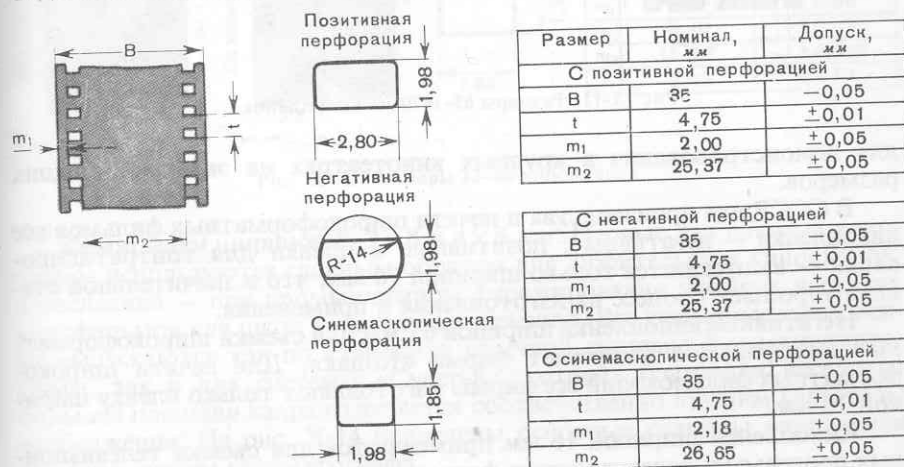 B
t
m₁
m₂
Позитивная
перфорация
1,98
2,80
Негативная
перфорация
R-14
1,98
Синемаскопическая
перфорация
1,85
1,98
Размер Номинал, мм Допуск, мм
С позитивной перфорацией
B 35 −0,05
t 4,75 ±0,01
m₁ 2,00 ±0,05
m₂ 25,37 ±0,05
С негативной перфорацией
B 35 −0,05
t 4,75 ±0,01
m₁ 2,00 ±0,05
m₂ 25,37 ±0,05
С синемаскопической перфорацией
B 35 −0,05
t 4,75 ±0,01
m₁ 2,18 ±0,05
m₂ 26,65 ±0,05